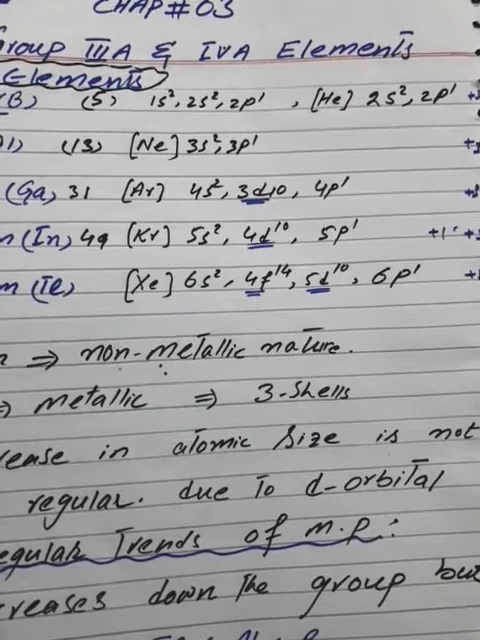 CHAP#03
Group IIIA & IVA Elements
Elements
(B) (5) 1s², 2s², 2p¹ , [He] 2s², 2p¹
(13) [Ne] 3s², 3p¹
(Ga) 31 [Ar] 4s², 3d10, 4p¹
(In) 49 [Kr] 5s², 4d¹⁰, 5p¹ +1
[Xe] 6s², 4f¹⁴, 5d¹⁰, 6p¹
⇒ non-metallic nature.
⇒ metallic ⇒ 3-shells
rease in atomic size is not
regular. due to d-orbital
egular Trends of m.p:
creases down the group but